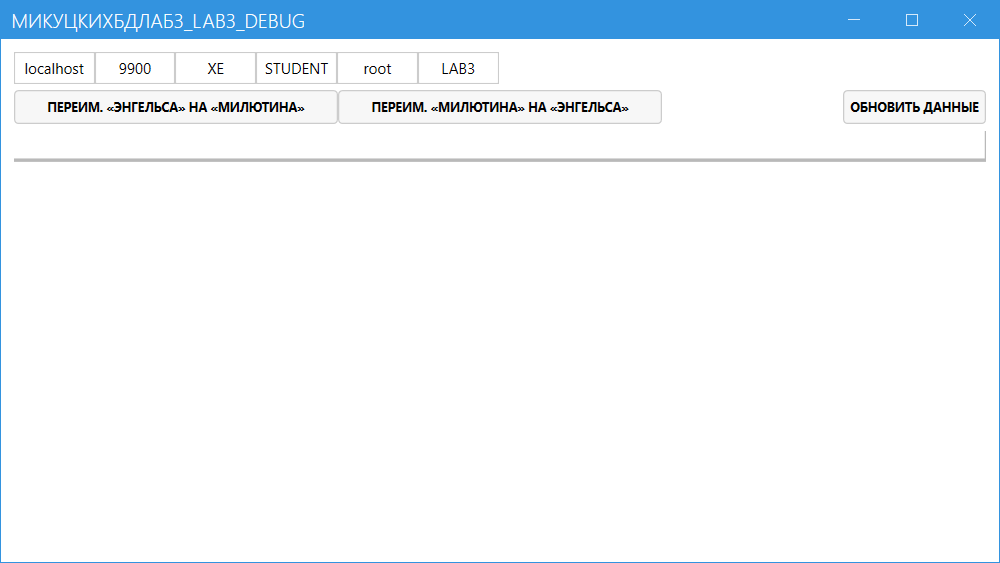 МИКУЦКИХБДЛАБ3_LAB3_DEBUG
localhost 9900 XE STUDENT root LAB3
ПЕРЕИМ. «ЭНГЕЛЬСА» НА «МИЛЮТИНА» ПЕРЕИМ. «МИЛЮТИНА» НА «ЭНГЕЛЬСА» ОБНОВИТЬ ДАННЫЕ